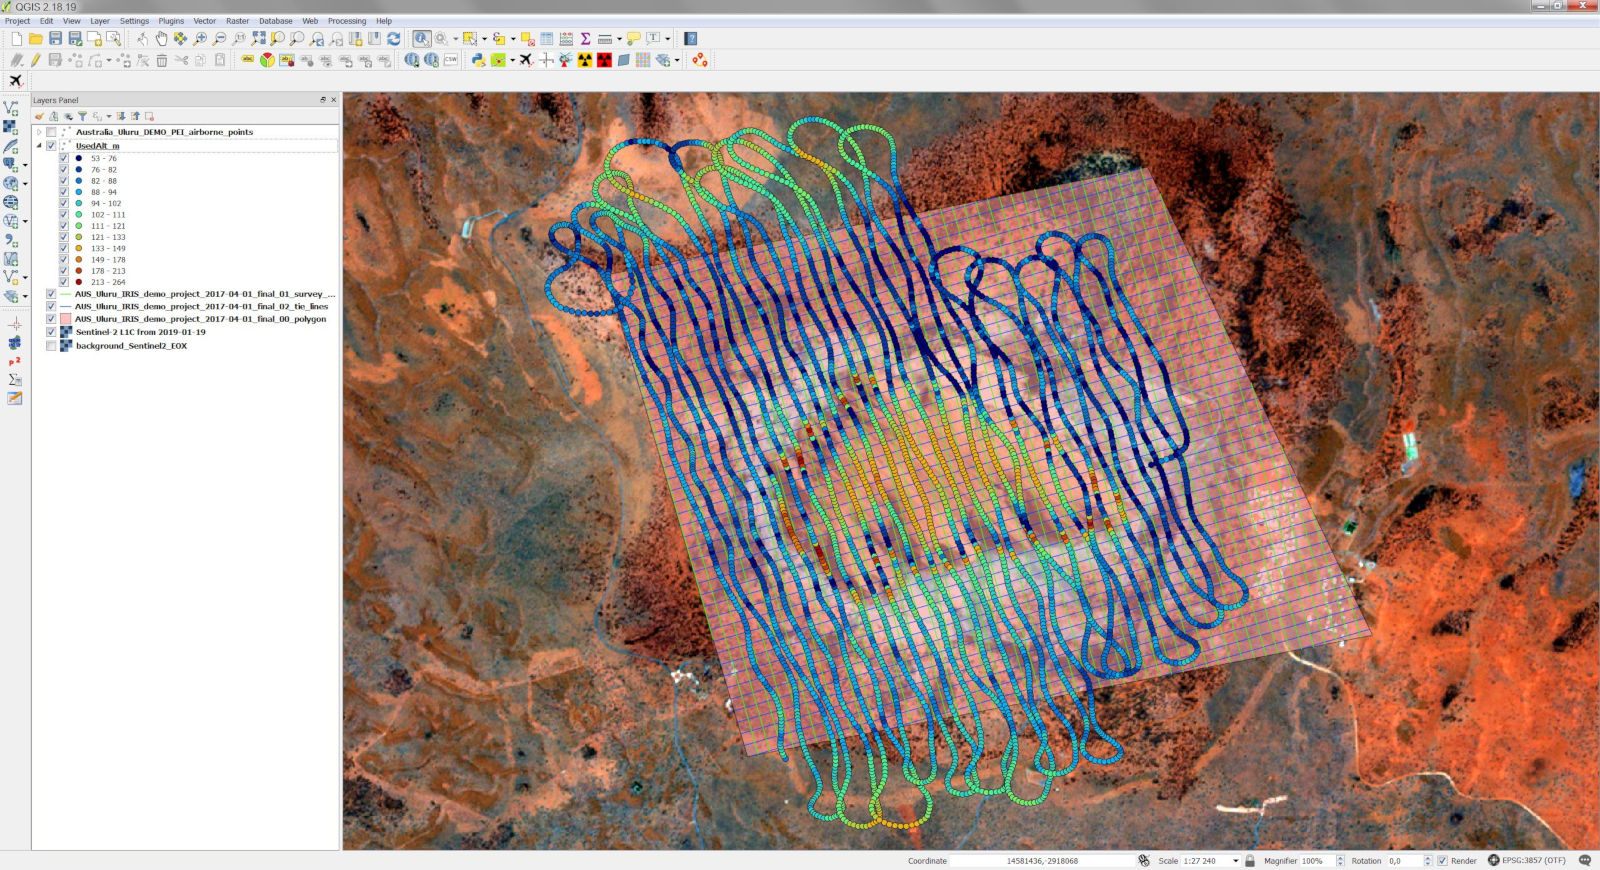 QGIS 2.18.19
Project Edit View Layer Settings Plugins Vector Raster Database Web Processing Help
Layers Panel
Australia_Uluru_DEMO_PEI_airborne_points
UsedAlt_m
53 - 76
76 - 82
82 - 88
88 - 94
94 - 102
102 - 111
111 - 121
121 - 133
133 - 149
149 - 178
178 - 213
213 - 264
AUS_Uluru_IRIS_demo_project_2017-04-01_final_01_survey_...
AUS_Uluru_IRIS_demo_project_2017-04-01_final_02_tie_lines
AUS_Uluru_IRIS_demo_project_2017-04-01_final_00_polygon
Sentinel-2 L1C from 2019-01-19
background_Sentinel2_EOX
Coordinate 14581436,-2918068 Scale 1:27 240 Magnifier 100% Rotation 0,0 Render EPSG:3857 (OTF)